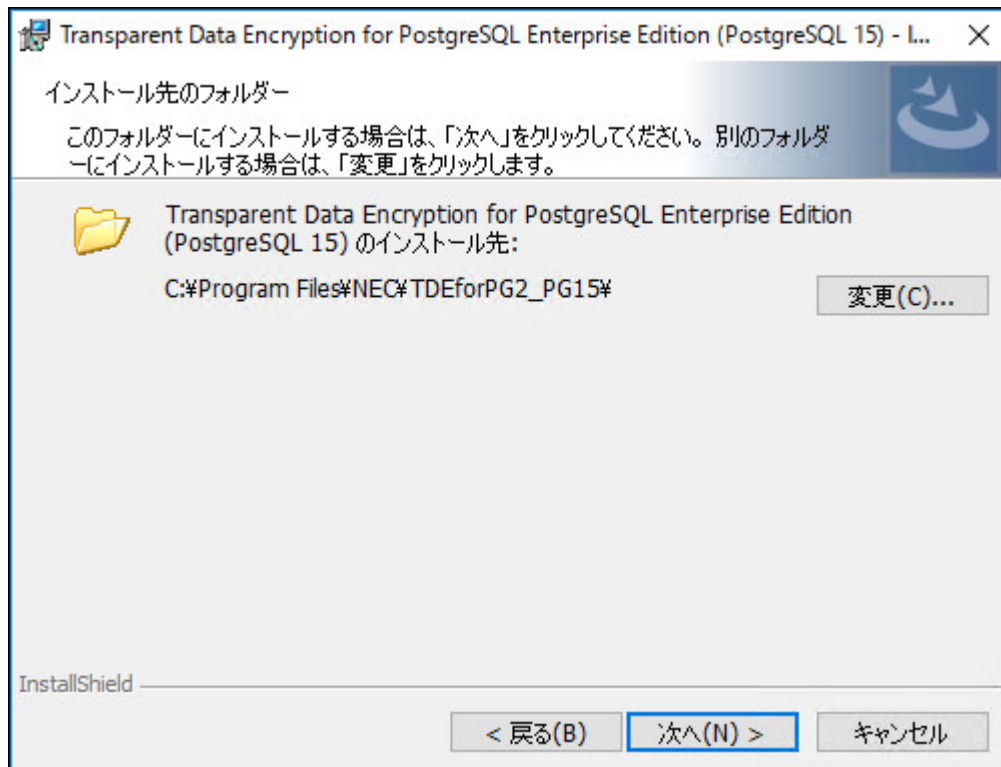 Transparent Data Encryption for PostgreSQL Enterprise Edition (PostgreSQL 15) - I...
インストール先のフォルダー
このフォルダーにインストールする場合は、「次へ」をクリックしてください。別のフォルダ
ーにインストールする場合は、「変更」をクリックします。
Transparent Data Encryption for PostgreSQL Enterprise Edition
(PostgreSQL 15) のインストール先:
C:¥Program Files¥NEC¥TDEforPG2_PG15¥
変更(C)...
InstallShield
< 戻る(B)
次へ(N) >
キャンセル